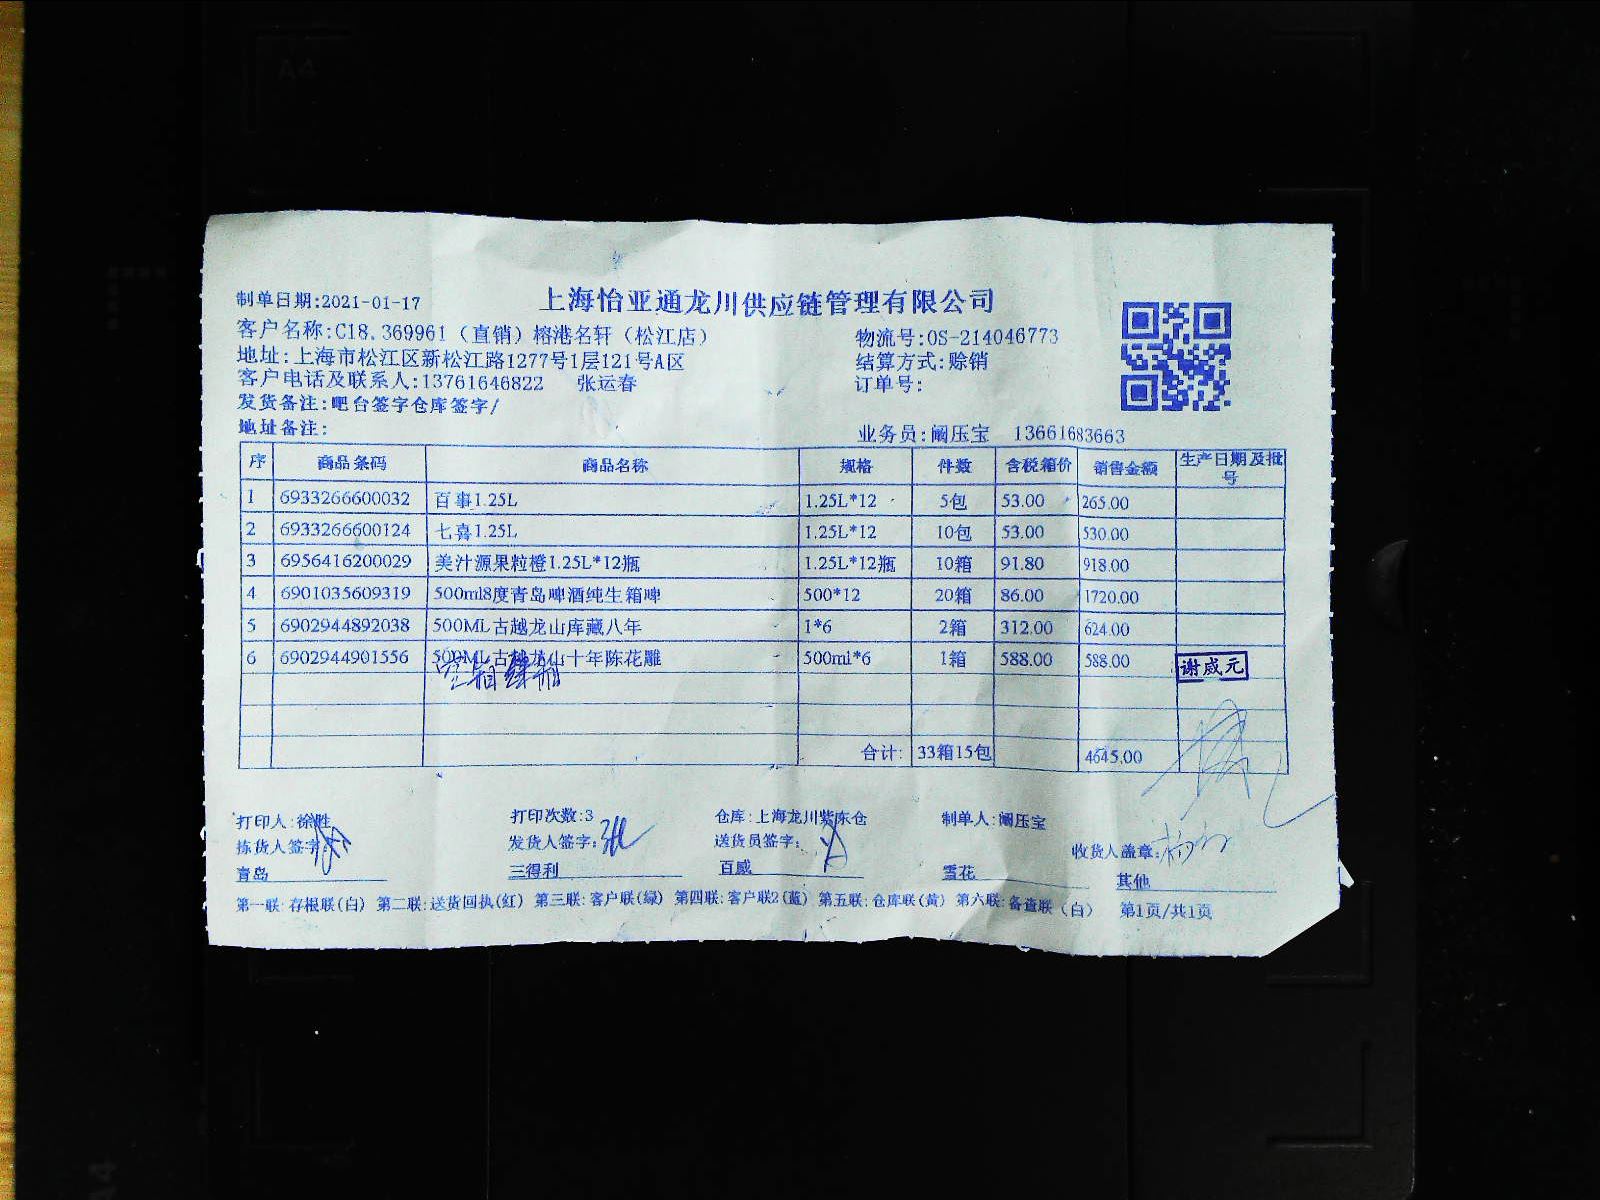 上海怡亚通龙川供应链管理有限公司
制单日期:2021-01-17
客户名称:C18.369961（直销）榕港名轩（松江店） 物流号:OS-214046773
地址:上海市松江区新松江路1277号1层121号A区 结算方式:赊销
客户电话及联系人:13761646822 张运春 订单号:
发货备注:吧台签字仓库签字/
地址备注: 业务员:阚压宝 13661683663
序 商品条码 商品名称 规格 件数 含税箱价 销售金额 生产日期及批号
1 6933266600032 百事1.25L 1.25L*12 5包 53.00 265.00
2 6933266600124 七喜1.25L 1.25L*12 10包 53.00 530.00
3 6956416200029 美汁源果粒橙1.25L*12瓶 1.25L*12瓶 10箱 91.80 918.00
4 6901035609319 500ml8度青岛啤酒纯生箱啤 500*12 20箱 86.00 1720.00
5 6902944892038 500ML古越龙山库藏八年 1*6 2箱 312.00 624.00
6 6902944901556 500ML古越龙山十年陈花雕 500ml*6 1箱 588.00 588.00
谢威元
合计: 33箱15包 4645.00
打印人:徐胜 打印次数:3 仓库:上海龙川紫东仓 制单人:阚压宝
拣货人签字: 发货人签字: 送货员签字: 收货人盖章:
青岛 三得利 百威 雪花 其他
第一联:存根联(白) 第二联:送货回执(红) 第三联:客户联(绿) 第四联:客户联2(蓝) 第五联:仓库联(黄) 第六联:备查联（白） 第1页/共1页